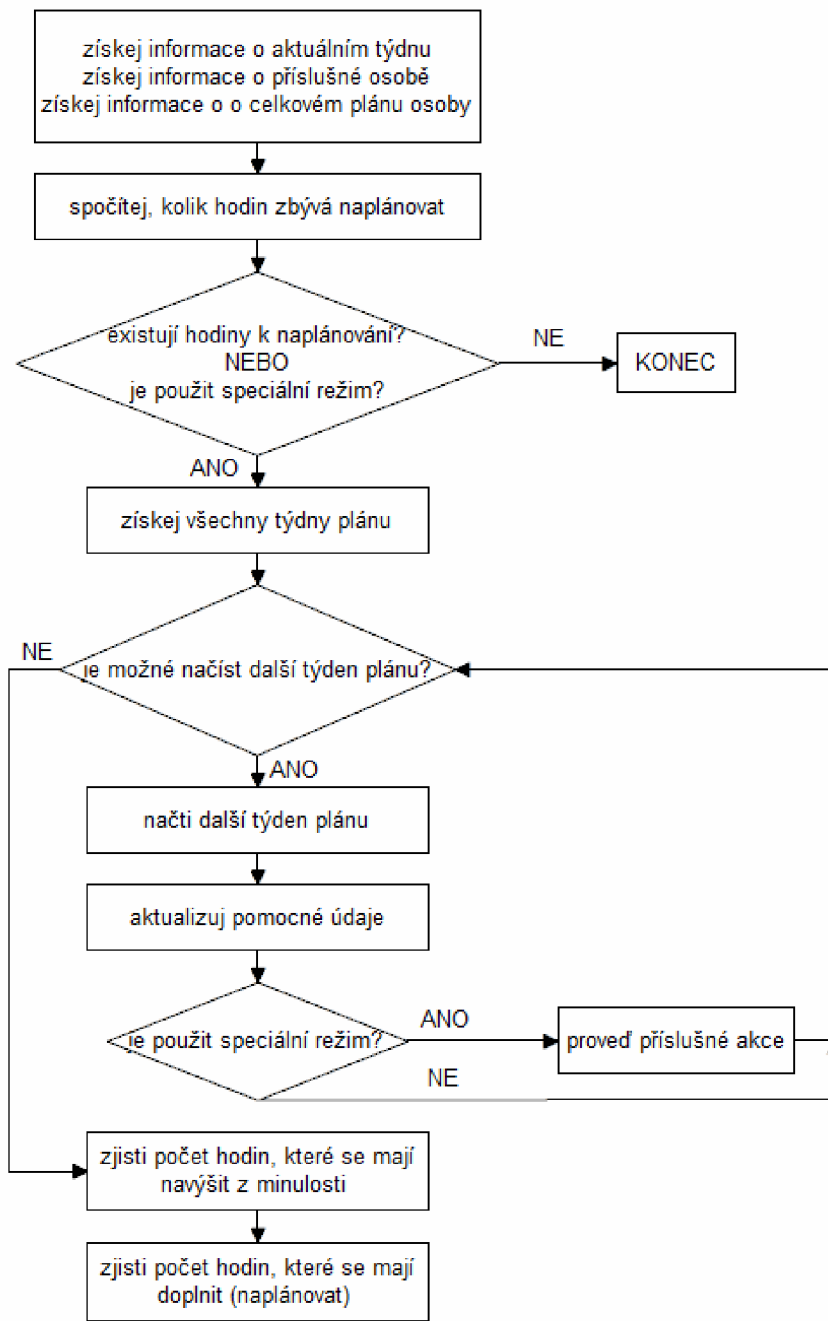 získej informace o aktuálním týdnu
získej informace o příslušné osobě
získej informace o o celkovém plánu osoby
spočítej, kolik hodin zbývá naplánovat
existují hodiny k naplánování?
NEBO
je použit speciální režim?
NE
KONEC
ANO
získej všechny týdny plánu
NE
je možné načíst další týden plánu?
ANO
načti další týden plánu
aktualizuj pomocné údaje
je použit speciální režim?
ANO
proveď příslušné akce
NE
zjisti počet hodin, které se mají
navýšit z minulosti
zjisti počet hodin, které se mají
doplnit (naplánovat)